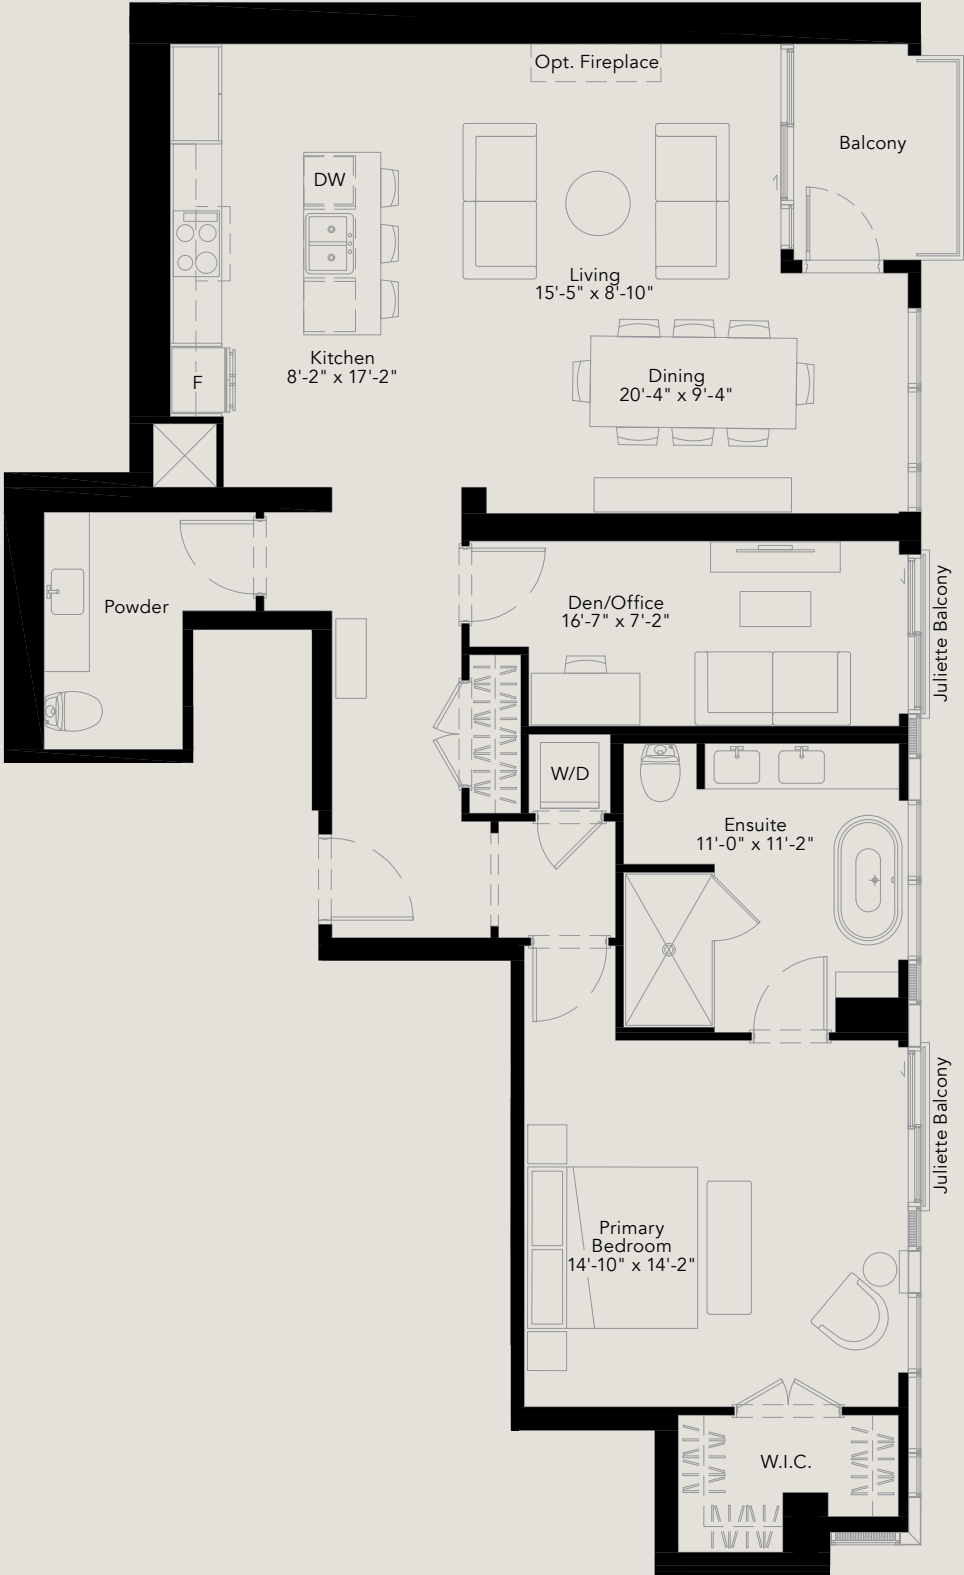 Opt. Fireplace
Balcony
DW
Living
15'-5" x 8'-10"
Kitchen
8'-2" x 17'-2"
F
Dining
20'-4" x 9'-4"
Powder
Den/Office
16'-7" x 7'-2"
Juliette Balcony
W/D
Ensuite
11'-0" x 11'-2"
Juliette Balcony
Primary
Bedroom
14'-10" x 14'-2"
W.I.C.